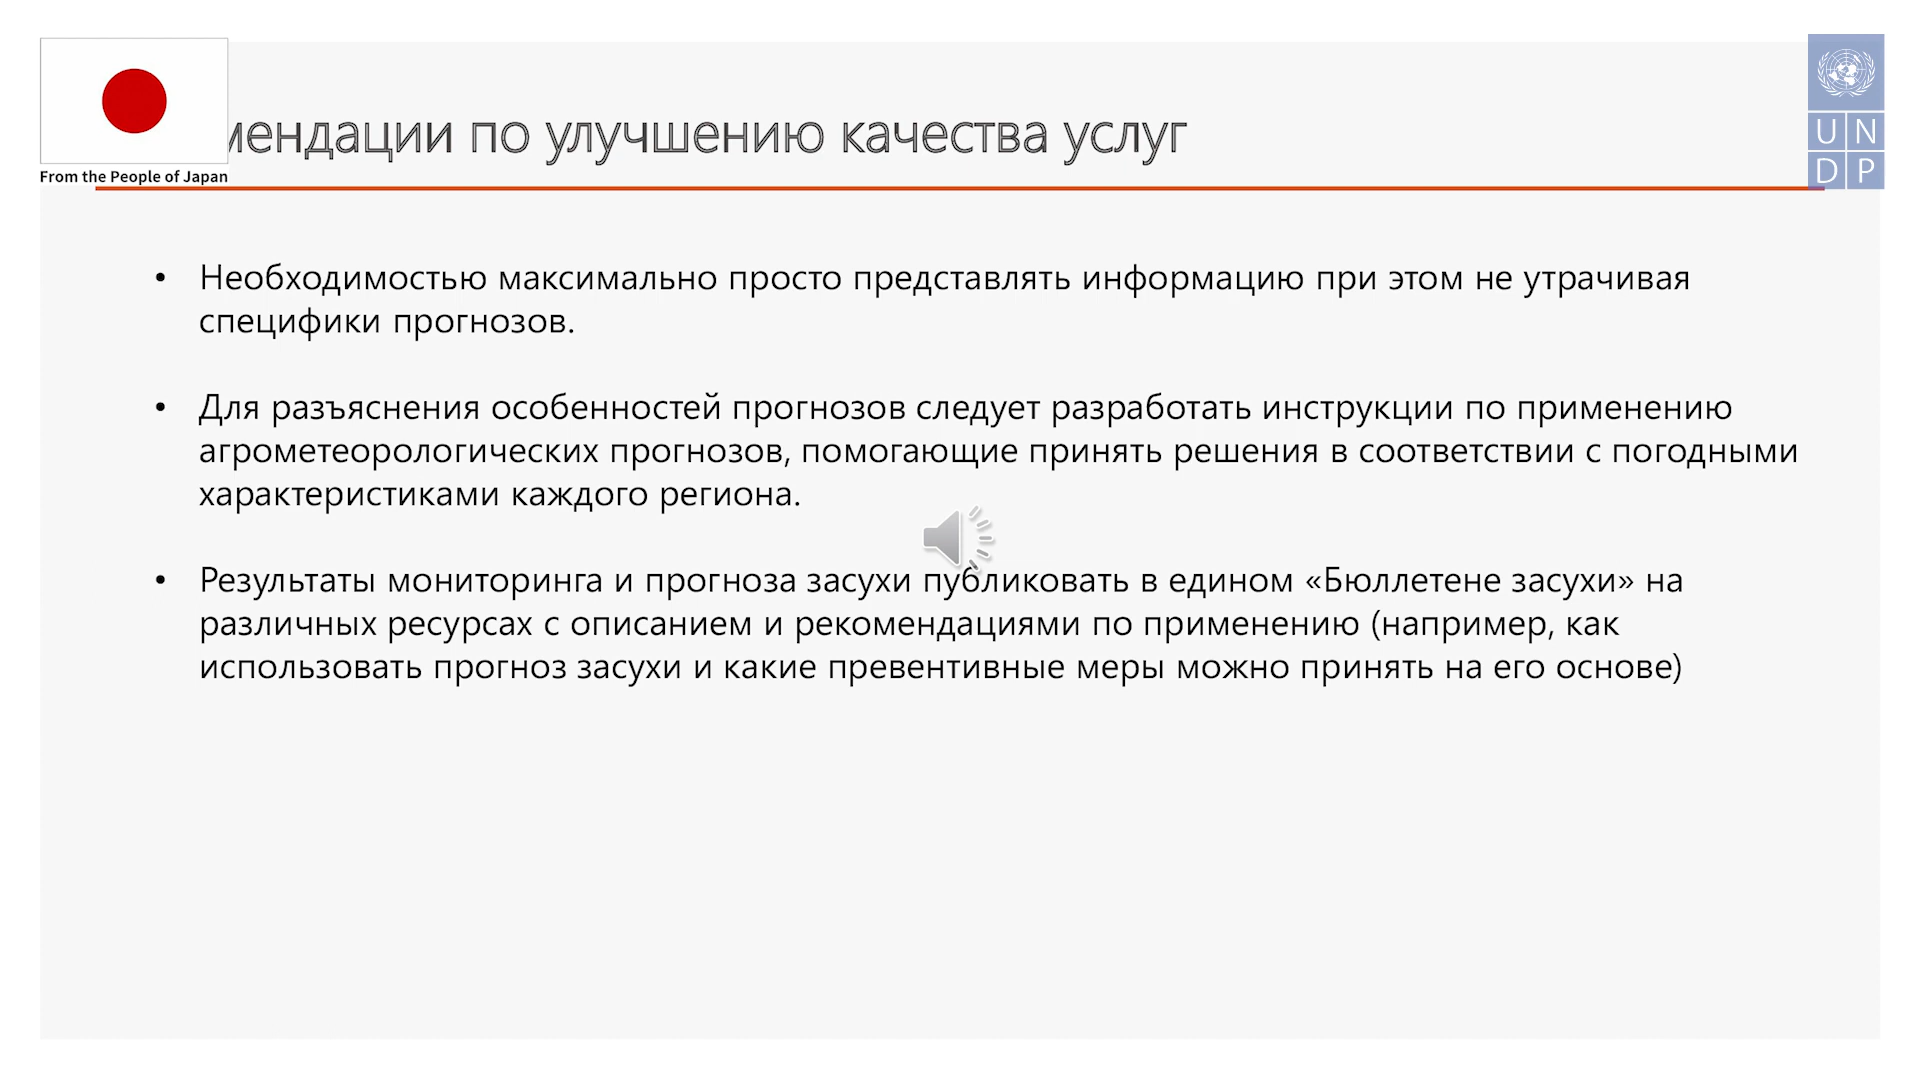 мендации по улучшению качества услуг
From the People of Japan
U N
D P
• Необходимостью максимально просто представлять информацию при этом не утрачивая
специфики прогнозов.
• Для разъяснения особенностей прогнозов следует разработать инструкции по применению
агрометеорологических прогнозов, помогающие принять решения в соответствии с погодными
характеристиками каждого региона.
• Результаты мониторинга и прогноза засухи публиковать в едином «Бюллетене засухи» на
различных ресурсах с описанием и рекомендациями по применению (например, как
использовать прогноз засухи и какие превентивные меры можно принять на его основе)